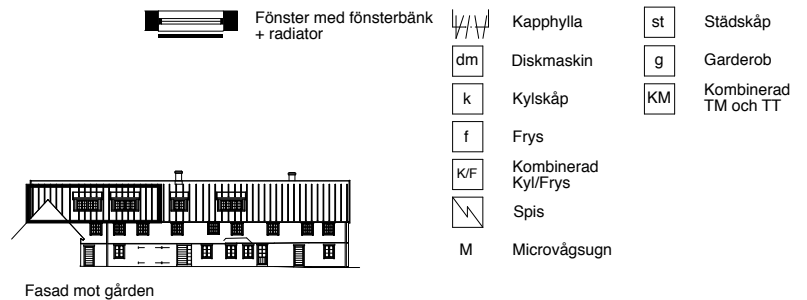 Fönster med fönsterbänk
+ radiator
Kapphylla
dm Diskmaskin
k Kylskåp
f Frys
K/F Kombinerad
Kyl/Frys
Spis
M Microvågsugn
st Städskåp
g Garderob
KM Kombinerad
TM och TT
Fasad mot gården